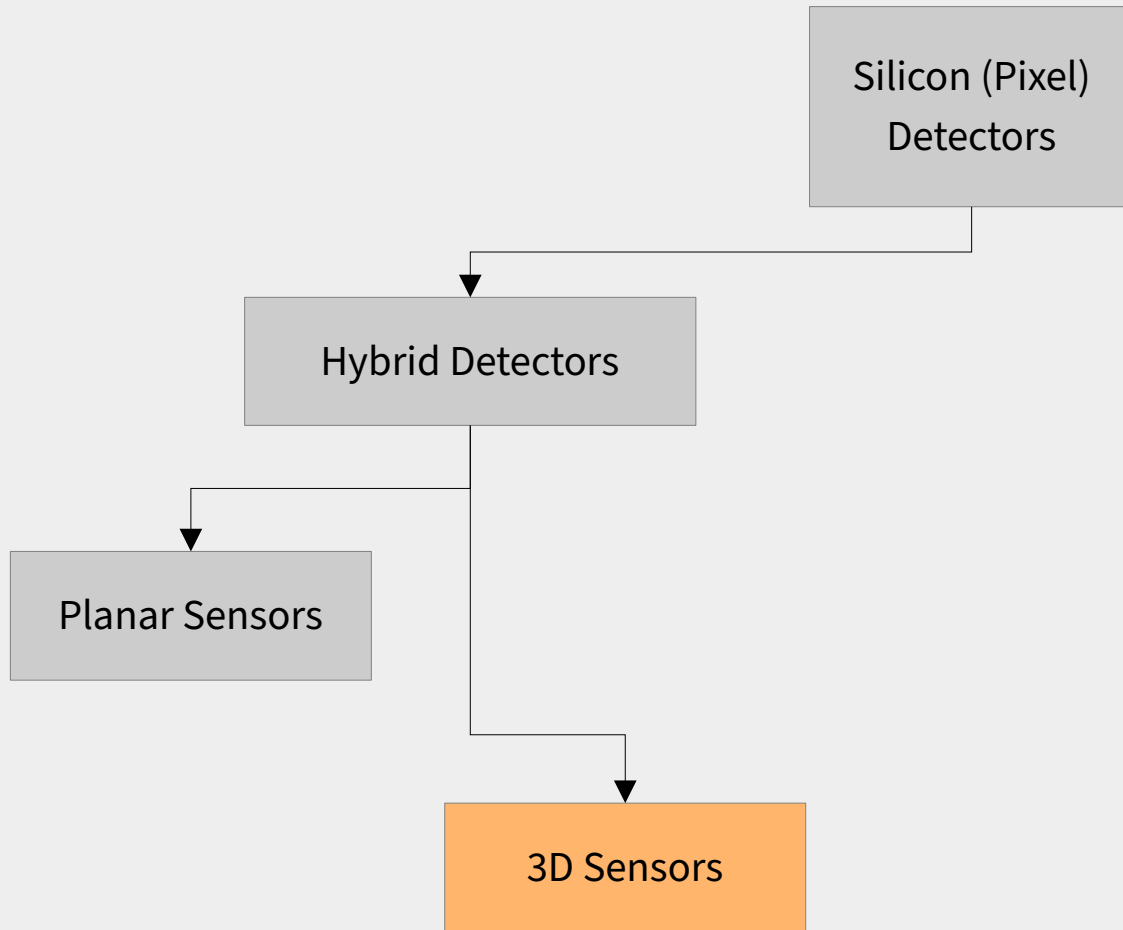 Silicon (Pixel)
Detectors
Hybrid Detectors
Planar Sensors
3D Sensors